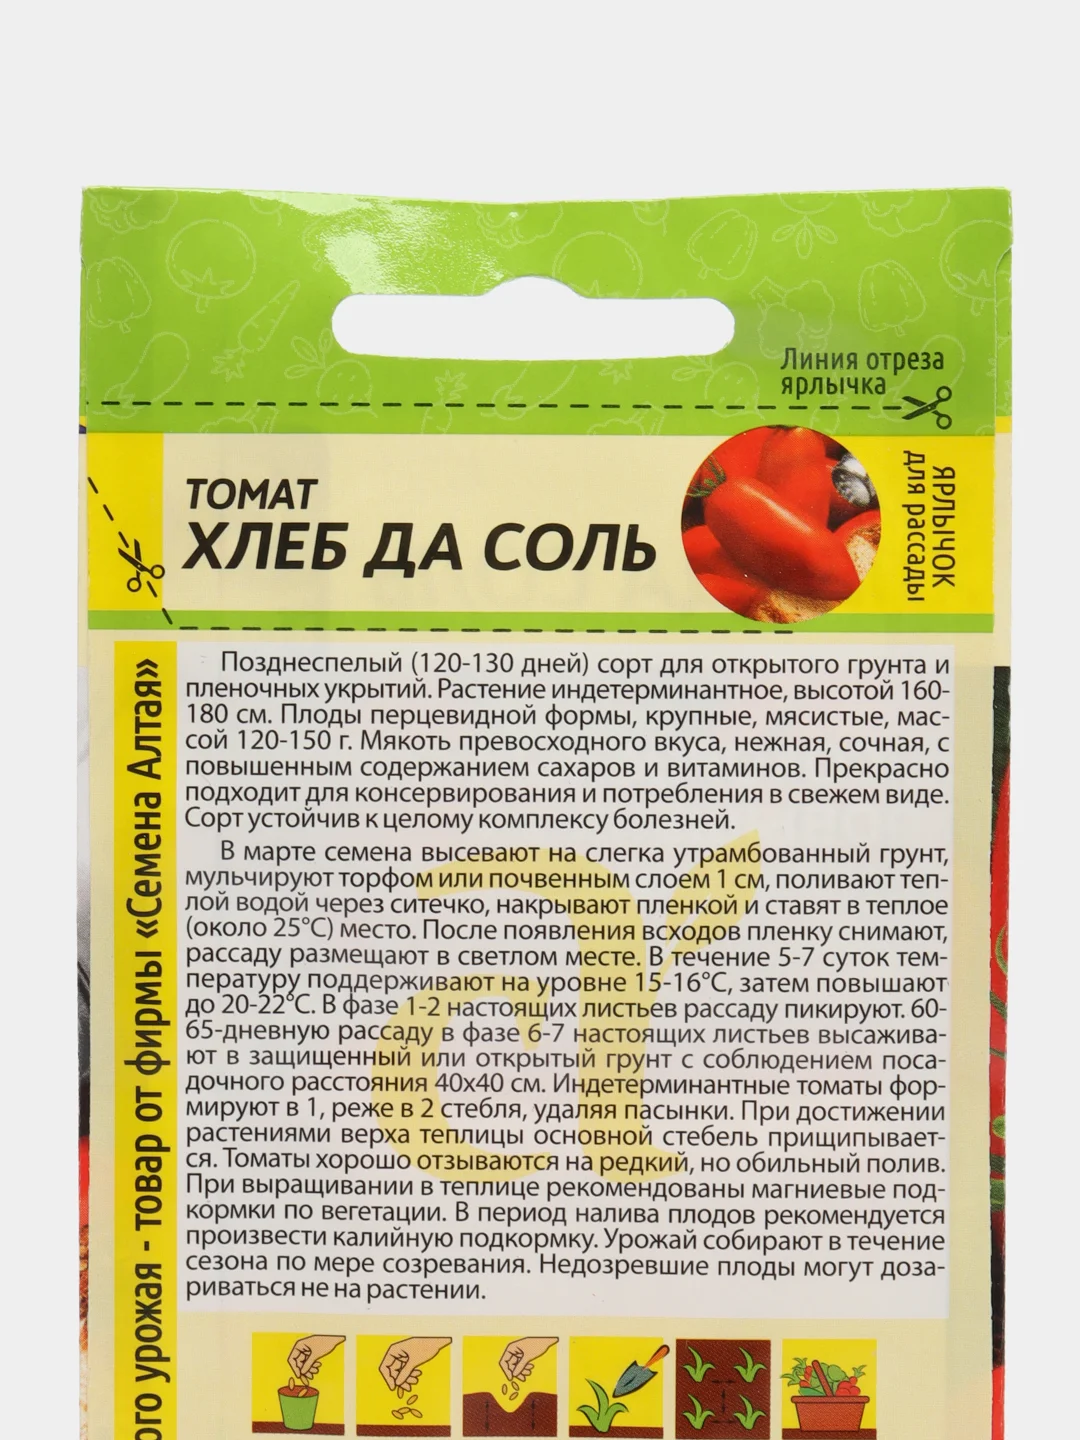 Линия отреза
ярлычка
ТОМАТ
ХЛЕБ ДА СОЛЬ
ЯРЛЫЧОК
для рассады
Позднеспелый (120-130 дней) сорт для открытого грунта и
пленочных укрытий. Растение индетерминантное, высотой 160-
180 см. Плоды перцевидной формы, крупные, мясистые, мас-
сой 120-150 г. Мякоть превосходного вкуса, нежная, сочная, с
повышенным содержанием сахаров и витаминов. Прекрасно
подходит для консервирования и потребления в свежем виде.
Сорт устойчив к целому комплексу болезней.
В марте семена высевают на слегка утрамбованный грунт,
мульчируют торфом или почвенным слоем 1 см, поливают теп-
лой водой через ситечко, накрывают пленкой и ставят в теплое
(около 25°С) место. После появления всходов пленку снимают,
рассаду размещают в светлом месте. В течение 5-7 суток тем-
пературу поддерживают на уровне 15-16°С, затем повышают
до 20-22°С. В фазе 1-2 настоящих листьев рассаду пикируют. 60-
65-дневную рассаду в фазе 6-7 настоящих листьев высажива-
ют в защищенный или открытый грунт с соблюдением поса-
дочного расстояния 40х40 см. Индетерминантные томаты фор-
мируют в 1, реже в 2 стебля, удаляя пасынки. При достижении
растениями верха теплицы основной стебель прищипывает-
ся. Томаты хорошо отзываются на редкий, но обильный полив.
При выращивании в теплице рекомендованы магниевые под-
кормки по вегетации. В период налива плодов рекомендуется
произвести калийную подкормку. Урожай собирают в течение
сезона по мере созревания. Недозревшие плоды могут доза-
риваться не на растении.
ого урожая - товар от фирмы «Семена Алтая»